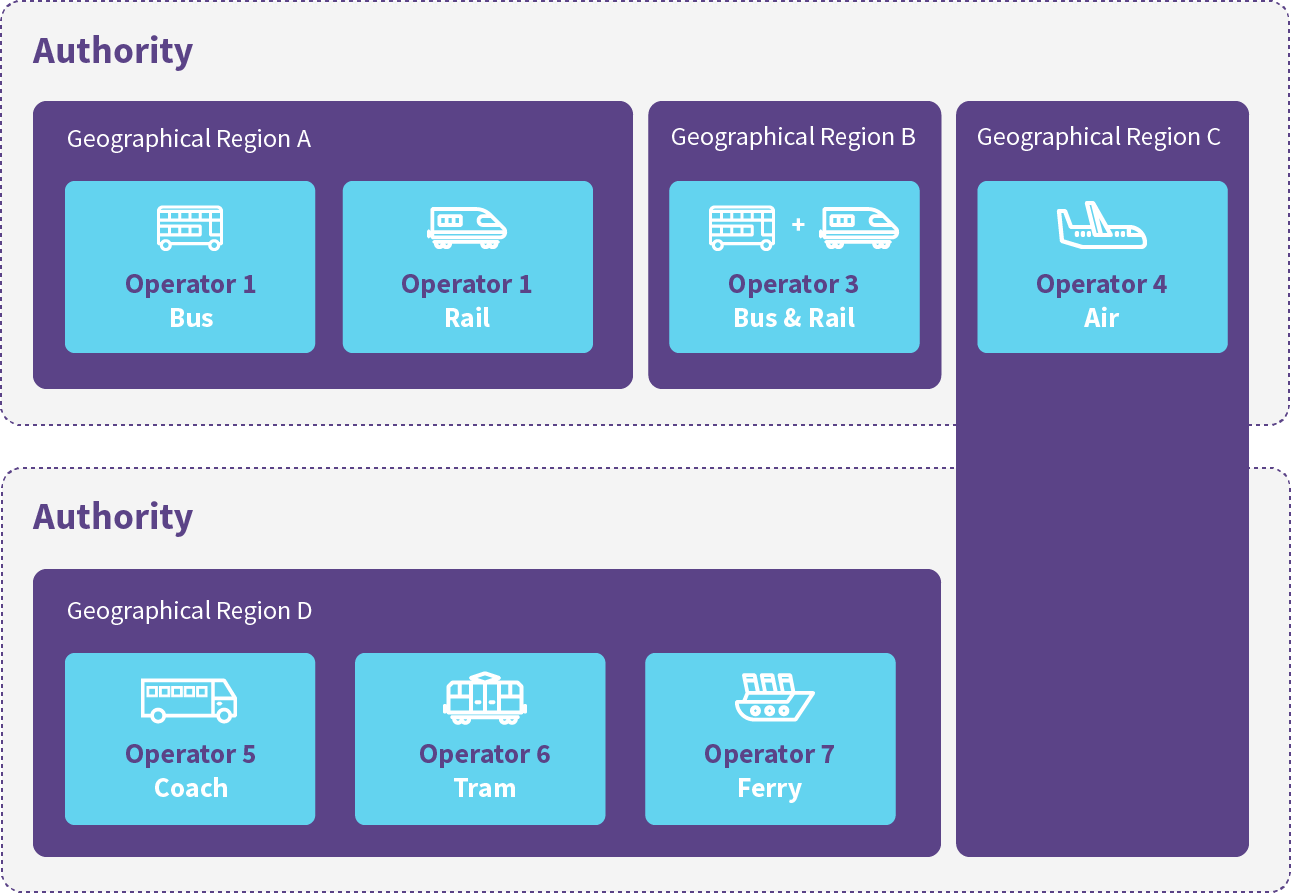 Authority
Geographical Region A
Operator 1
Bus
Operator 1
Rail
Geographical Region B
+
Operator 3
Bus & Rail
Geographical Region C
Operator 4
Air
Authority
Geographical Region D
Operator 5
Coach
Operator 6
Tram
Operator 7
Ferry